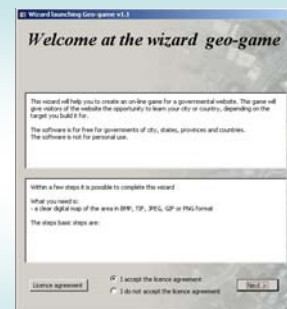 Wizard launching Geo-game v1.1
Welcome at the wizard geo-game
The wizard will help you to create an on-line game for a governmental website. This game will
give visitors of the website the opportunity to learn your city or country, depending on the
target you build it for.
The software is for free for governments of city, states, provinces and countries.
The software is not for personal use.
Within a few steps it is possible to complete this wizard
What you need is:
- a clear digital map of the area in BMP, TIF, JPEG, GIF or PNG format
The steps basic steps are:
Licence agreement
I accept the licence agreement
I do not accept the licence agreement
Next >>